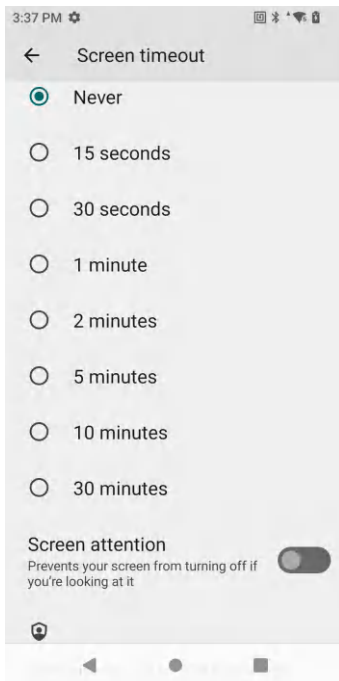 3:37 PM
Screen timeout
Never
15 seconds
30 seconds
1 minute
2 minutes
5 minutes
10 minutes
30 minutes
Screen attention
Prevents your screen from turning off if
you're looking at it